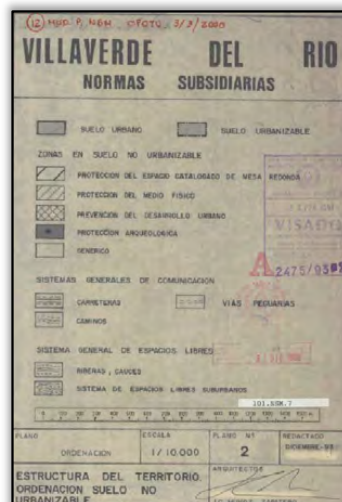 12 MOD. P. NBH OPOTU 3/3/2000
VILLAVERDE DEL RIO
NORMAS SUBSIDIARIAS
SUELO URBANO
SUELO URBANIZABLE
ZONAS EN SUELO NO URBANIZABLE
PROTECCION DEL ESPACIO CATALOGADO DE MESA REDONDA
PROTECCION DEL MEDIO FISICO
PREVENCION DEL DESARROLLO URBANO
PROTECCION ARQUEOLOGICA
GENERICO
VISADO
A 2475/93
SISTEMAS GENERALES DE COMUNICACION
CARRETERAS
VIAS PECUARIAS
CAMINOS
SISTEMA GENERAL DE ESPACIOS LIBRES
RIBERAS , CAUCES
SISTEMA DE ESPACIOS LIBRES SUBURBANOS
PLANO
ORDENACION
ESCALA
1/10.000
PLANO Nº
2
REDACTADO
ESTRUCTURA DEL TERRITORIO.
ORDENACION SUELO NO
URBANIZABLE
ARQUITECTOS